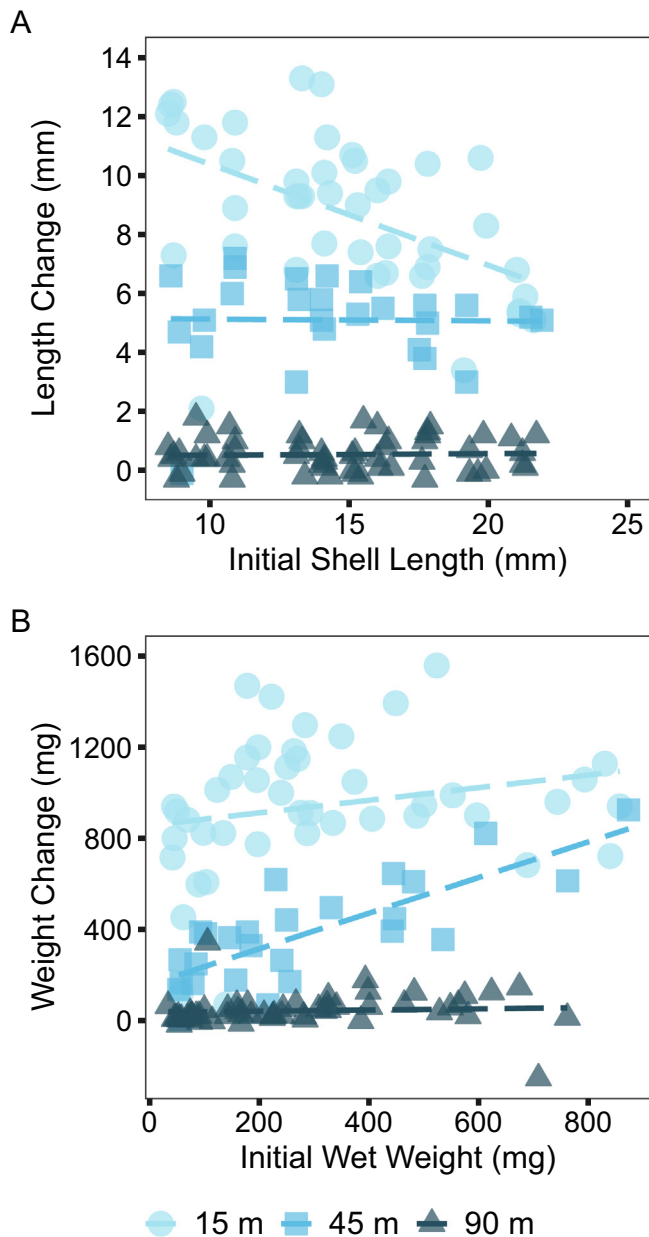 A
14
12
10
8
6
4
2
0
Length Change (mm)
10 15 20 25
Initial Shell Length (mm)
B
1600
1200
800
400
0
Weight Change (mg)
0 200 400 600 800
Initial Wet Weight (mg)
15 m 45 m 90 m